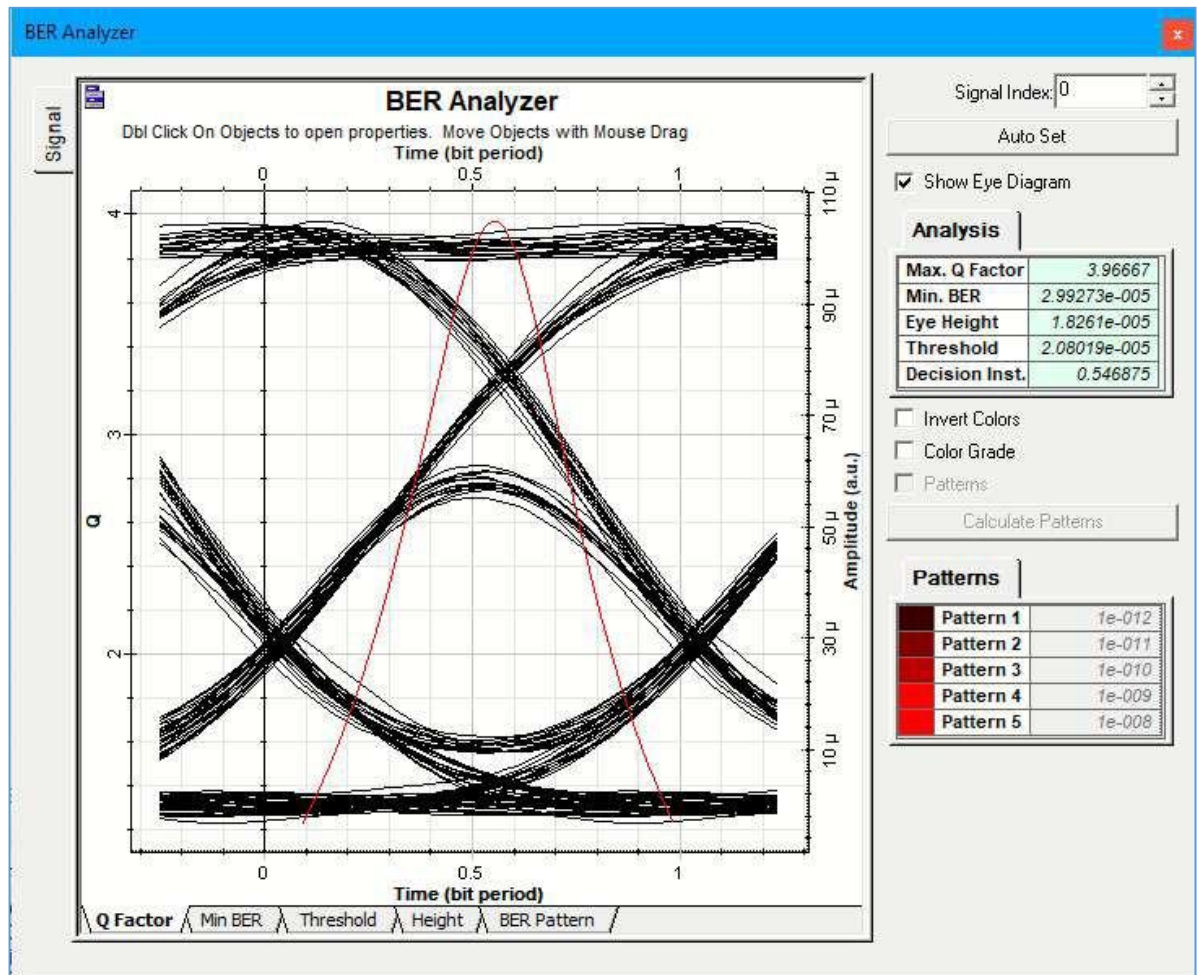 BER Analyzer
x
Signal
BER Analyzer
Dbl Click On Objects to open properties. Move Objects with Mouse Drag
Time (bit period)
0 0.5 1
4
3
2
Q
110 µ
90 µ
70 µ
50 µ
30 µ
10 µ
Amplitude (a.u.)
0 0.5 1
Time (bit period)
Q Factor Min BER Threshold Height BER Pattern
Signal Index: 0
Auto Set
Show Eye Diagram
Analysis
Max. Q Factor 3.96667
Min. BER 2.99273e-005
Eye Height 1.8261e-005
Threshold 2.08019e-005
Decision Inst. 0.546875
Invert Colors
Color Grade
Patterns
Calculate Patterns
Patterns
Pattern 1 1e-012
Pattern 2 1e-011
Pattern 3 1e-010
Pattern 4 1e-009
Pattern 5 1e-008